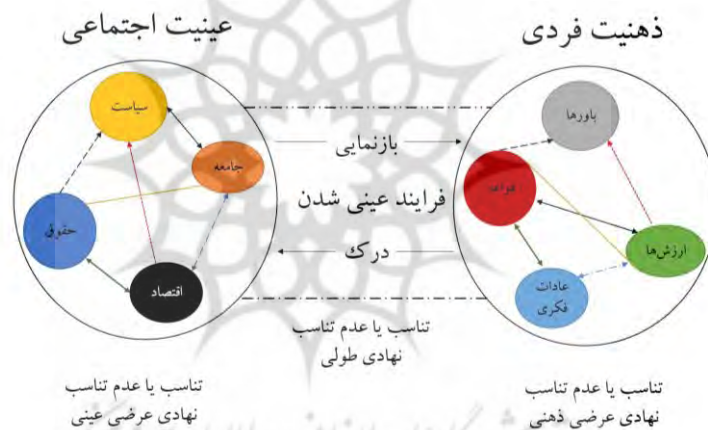 ذهنیت فردی
عینیت اجتماعی
باورها
قواعد
ارزش‌ها
عادات
فکری
سیاست
جامعه
حقوق
اقتصاد
بازنمایی
فرایند عینی شدن
درک
تناسب یا عدم تناسب
نهادی طولی
تناسب یا عدم تناسب
نهادی عرضی ذهنی
تناسب یا عدم تناسب
نهادی عرضی عینی